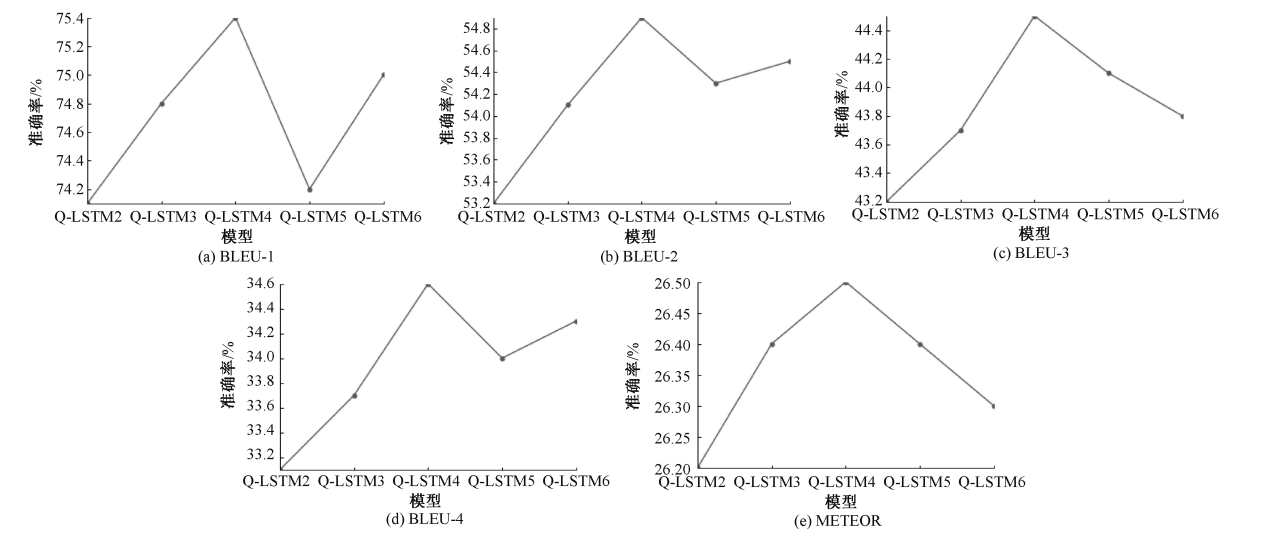 75.4
75.2
75.0
74.8
74.6
74.4
74.2
准确率/%
Q-LSTM2 Q-LSTM3 Q-LSTM4 Q-LSTM5 Q-LSTM6
模型
(a) BLEU-1
54.8
54.6
54.4
54.2
54.0
53.8
53.6
53.4
53.2
准确率/%
Q-LSTM2 Q-LSTM3 Q-LSTM4 Q-LSTM5 Q-LSTM6
模型
(b) BLEU-2
44.4
44.2
44.0
43.8
43.6
43.4
43.2
准确率/%
Q-LSTM2 Q-LSTM3 Q-LSTM4 Q-LSTM5 Q-LSTM6
模型
(c) BLEU-3
34.6
34.4
34.2
34.0
33.8
33.6
33.4
33.2
准确率/%
Q-LSTM2 Q-LSTM3 Q-LSTM4 Q-LSTM5 Q-LSTM6
模型
(d) BLEU-4
26.50
26.45
26.40
26.35
26.30
26.25
26.20
准确率/%
Q-LSTM2 Q-LSTM3 Q-LSTM4 Q-LSTM5 Q-LSTM6
模型
(e) METEOR